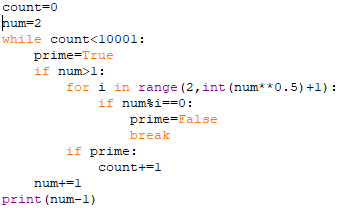 count=0
num=2
while count<10001:
    prime=True
    if num>1:
        for i in range(2,int(num**0.5)+1):
            if num%i==0:
                prime=False
                break
        if prime:
            count+=1
    num+=1
print(num-1)